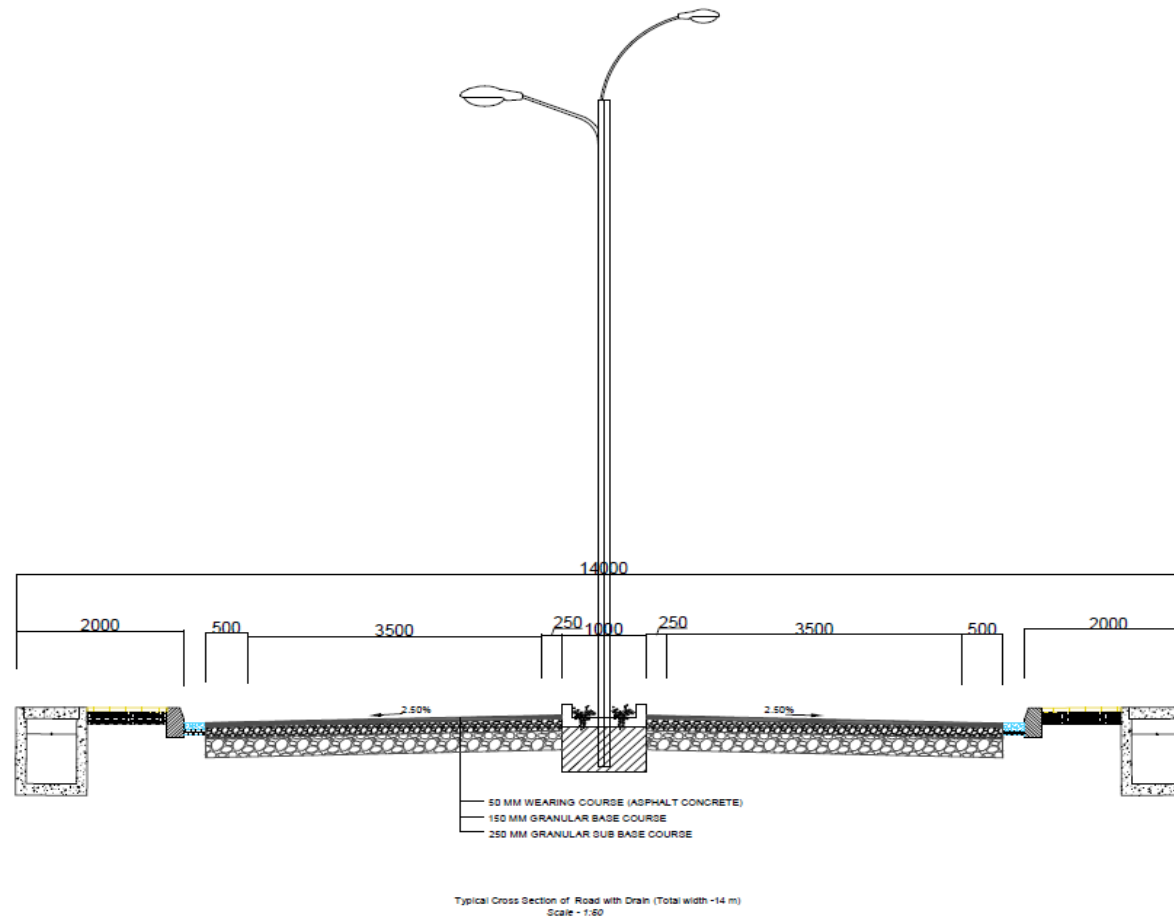 14000
2000 500 3500 250 1000 250 3500 500 2000
2.50% 2.50%
50 MM WEARING COURSE (ASPHALT CONCRETE)
150 MM GRANULAR BASE COURSE
250 MM GRANULAR SUB BASE COURSE
Typical Cross Section of Road with Drain (Total width -14 m)
Scale - 1:50